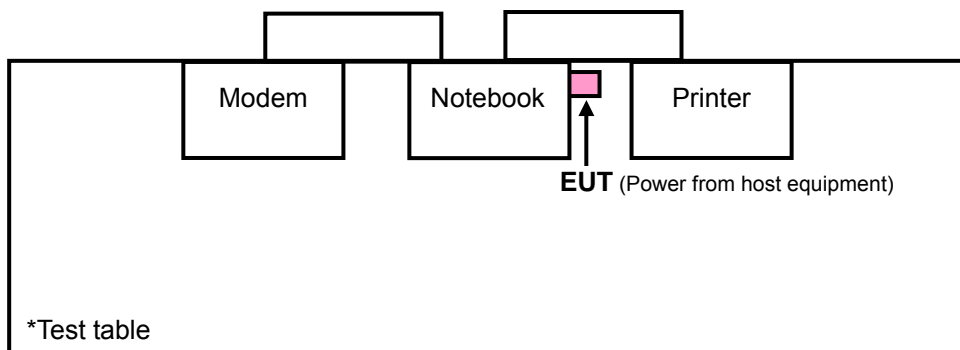 Modem
Notebook
Printer
EUT (Power from host equipment)
*Test table